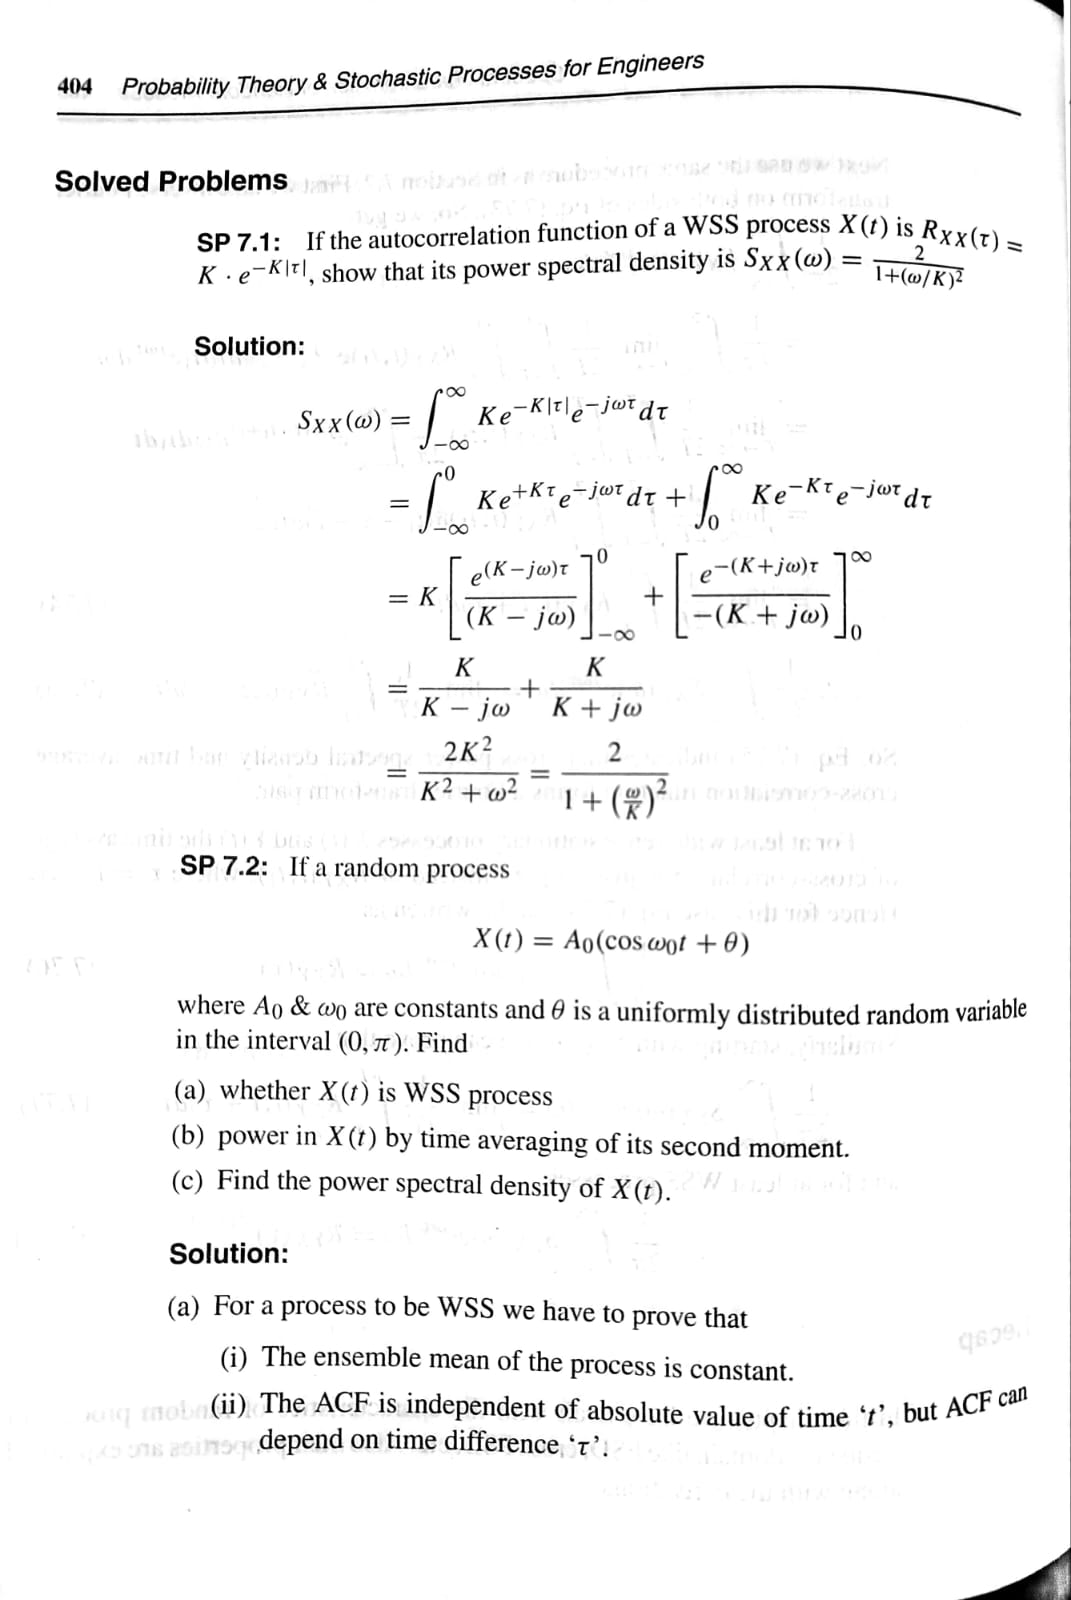 404 Probability Theory & Stochastic Processes for Engineers
Solved Problems
SP 7.1: If the autocorrelation function of a WSS process X(t) is R_XX(τ) =
K · e^{−K|τ|}, show that its power spectral density is S_XX(ω) = 2/(1+(ω/K)²)
Solution:
S_XX(ω) = ∫_{−∞}^{∞} Ke^{−K|τ|}e^{−jωτ}dτ
= ∫_{−∞}^{0} Ke^{+Kτ}e^{−jωτ}dτ + ∫_{0}^{∞} Ke^{−Kτ}e^{−jωτ}dτ
= K [e^{(K−jω)τ}/(K − jω)]_{−∞}^{0} + [e^{−(K+jω)τ}/−(K + jω)]_{0}^{∞}
= K/(K − jω) + K/(K + jω)
= 2K²/(K² + ω²) = 2/(1 + (ω/K)²)
SP 7.2: If a random process
X(t) = A₀(cos ω₀t + θ)
where A₀ & ω₀ are constants and θ is a uniformly distributed random variable
in the interval (0, π). Find
(a) whether X(t) is WSS process
(b) power in X(t) by time averaging of its second moment.
(c) Find the power spectral density of X(t).
Solution:
(a) For a process to be WSS we have to prove that
(i) The ensemble mean of the process is constant.
(ii) The ACF is independent of absolute value of time ‘t’, but ACF can
depend on time difference ‘τ’.